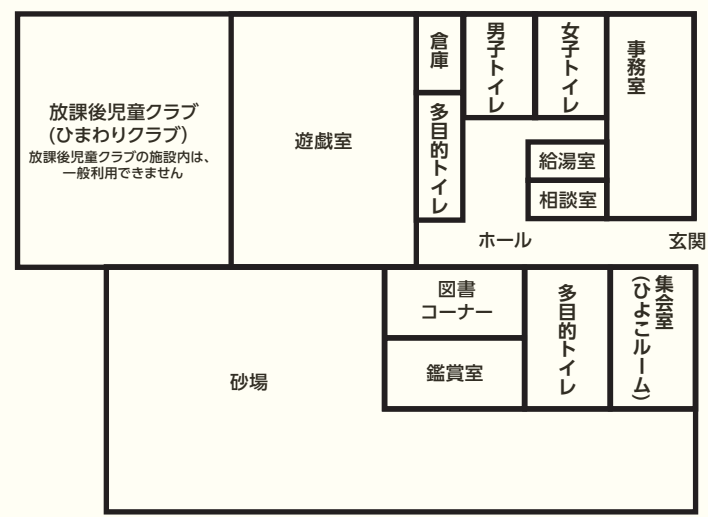 放課後児童クラブ
(ひまわりクラブ)
放課後児童クラブの施設内は、
一般利用できません
遊戯室
倉庫
多目的トイレ
男子トイレ
女子トイレ
事務室
給湯室
相談室
ホール
玄関
砂場
図書
コーナー
鑑賞室
多目的トイレ
集会室
(ひよこルーム)